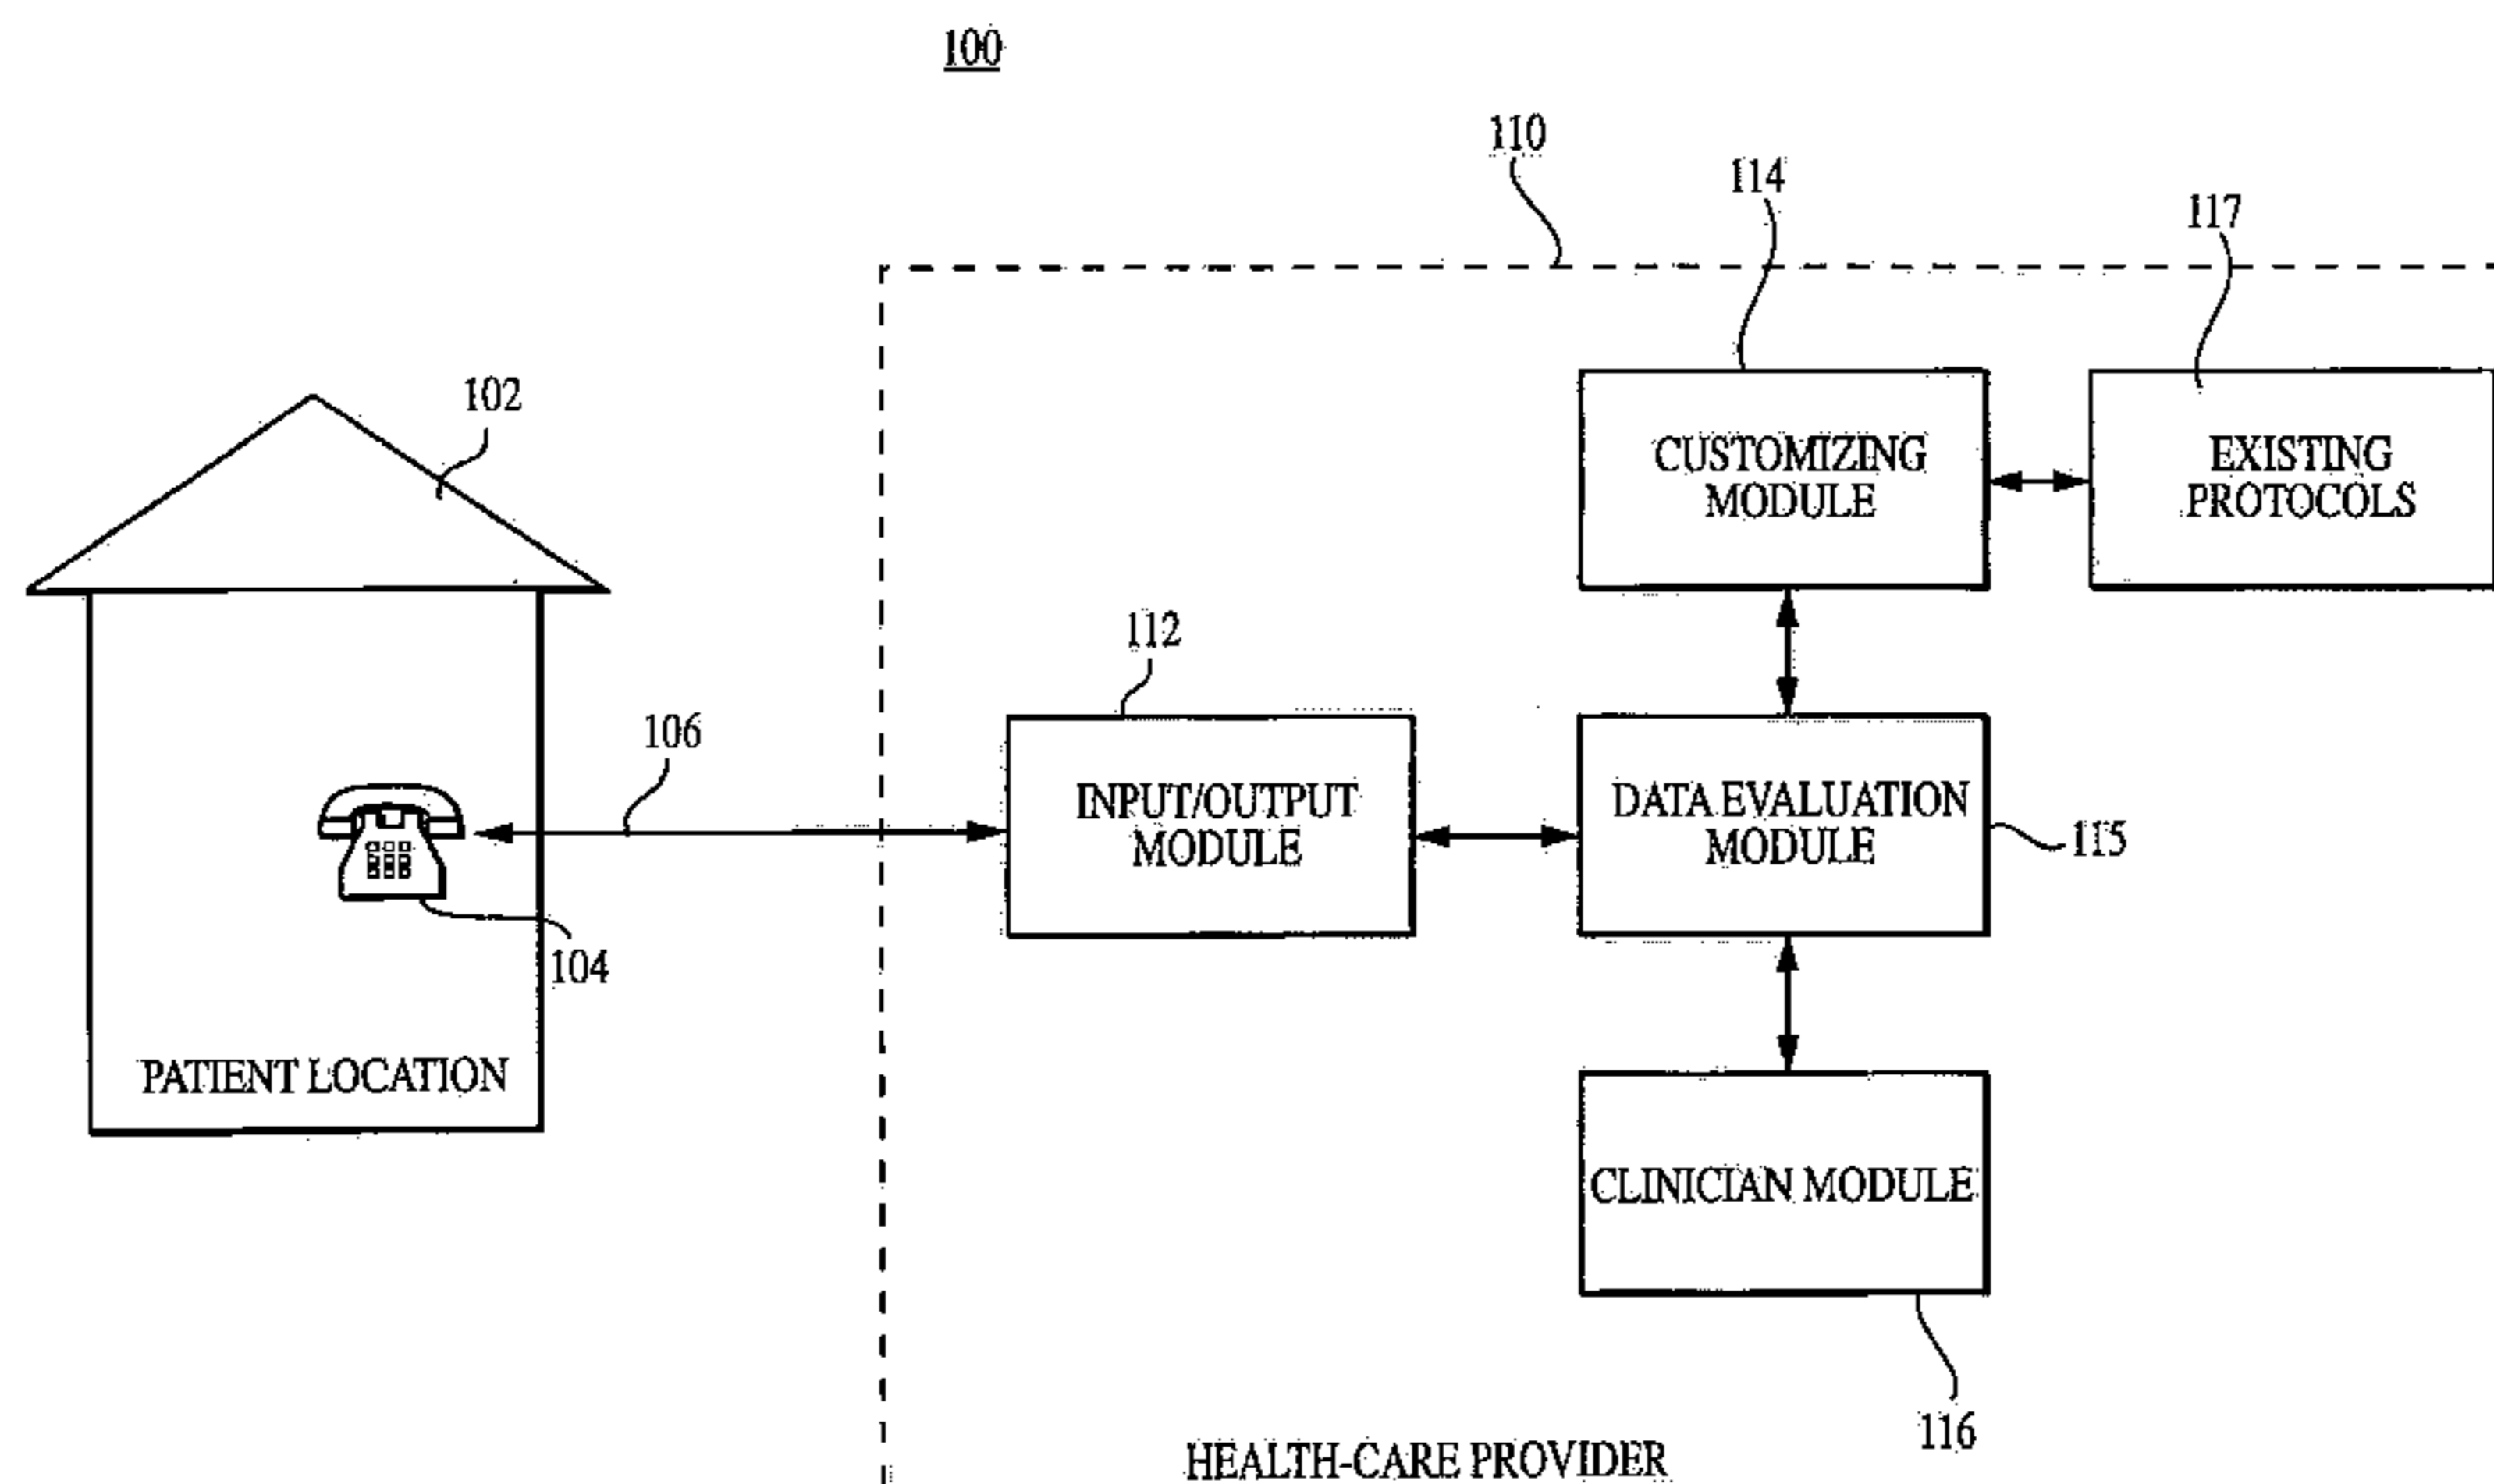 100
110
114
117
102
CUSTOMIZING
MODULE
EXISTING
PROTOCOLS
112
106
INPUT/OUTPUT
MODULE
DATA EVALUATION
MODULE
115
104
PATIENT LOCATION
CLINICIAN MODULE
116
HEALTH-CARE PROVIDER